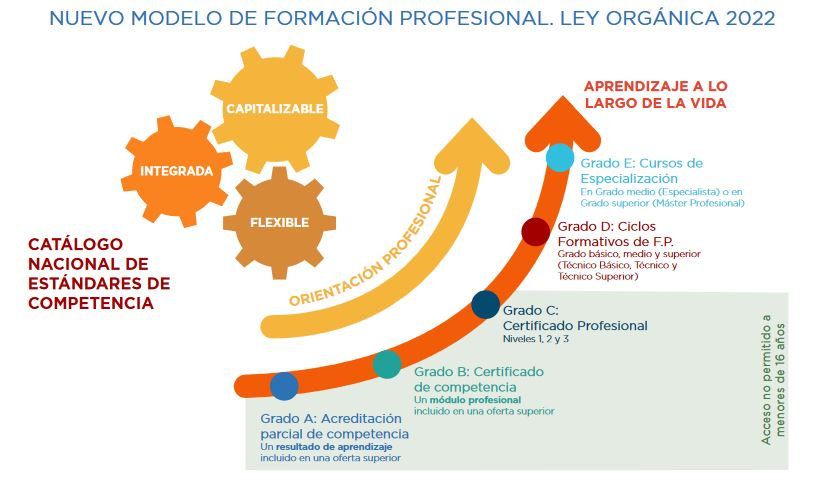 NUEVO MODELO DE FORMACIÓN PROFESIONAL. LEY ORGÁNICA 2022
CAPITALIZABLE
INTEGRADA
FLEXIBLE
CATÁLOGO
NACIONAL DE
ESTÁNDARES DE
COMPETENCIA
ORIENTACIÓN PROFESIONAL
APRENDIZAJE A LO
LARGO DE LA VIDA
Grado E: Cursos de
Especialización
En Grado medio (Especialista) o en
Grado superior (Máster Profesional)
Grado D: Ciclos
Formativos de F.P.
Grado básico, medio y superior
(Técnico Básico, Técnico y
Técnico Superior)
Grado C:
Certificado Profesional
Niveles 1, 2 y 3
Grado B: Certificado
de competencia
Un módulo profesional
incluido en una oferta superior
Grado A: Acreditación
parcial de competencia
Un resultado de aprendizaje
incluido en una oferta superior
Acceso no permitido a
menores de 16 años